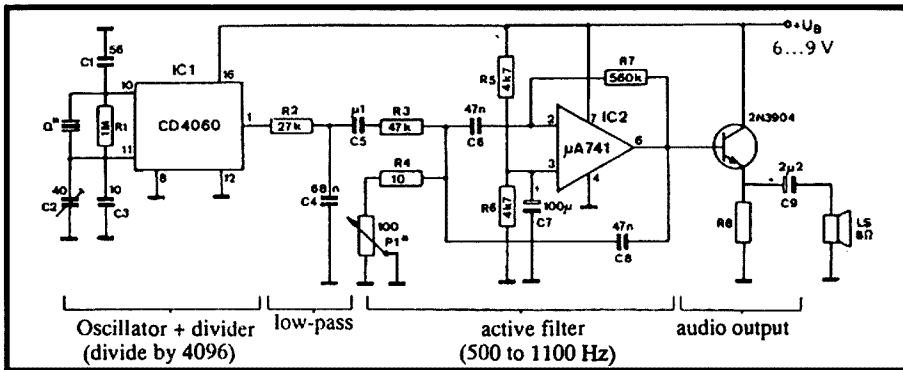 +UB
6...9 V
56
C1
IC1
16
10
Q*
1M
R1
CD4060
1
11
40
C2
10
C3
8
12
R2
27k
68n
C4
µ1
C5
R3
47k
R4
10
100
P1*
47n
C6
R5
4k7
R6
4k7
R7
560k
IC2
2
7
µA741
6
3
4
+
100µ
C7
47n
C8
2N3904
R8
+
2µ2
C9
LS
8Ω
Oscillator + divider
(divide by 4096)
low-pass
active filter
(500 to 1100 Hz)
audio output